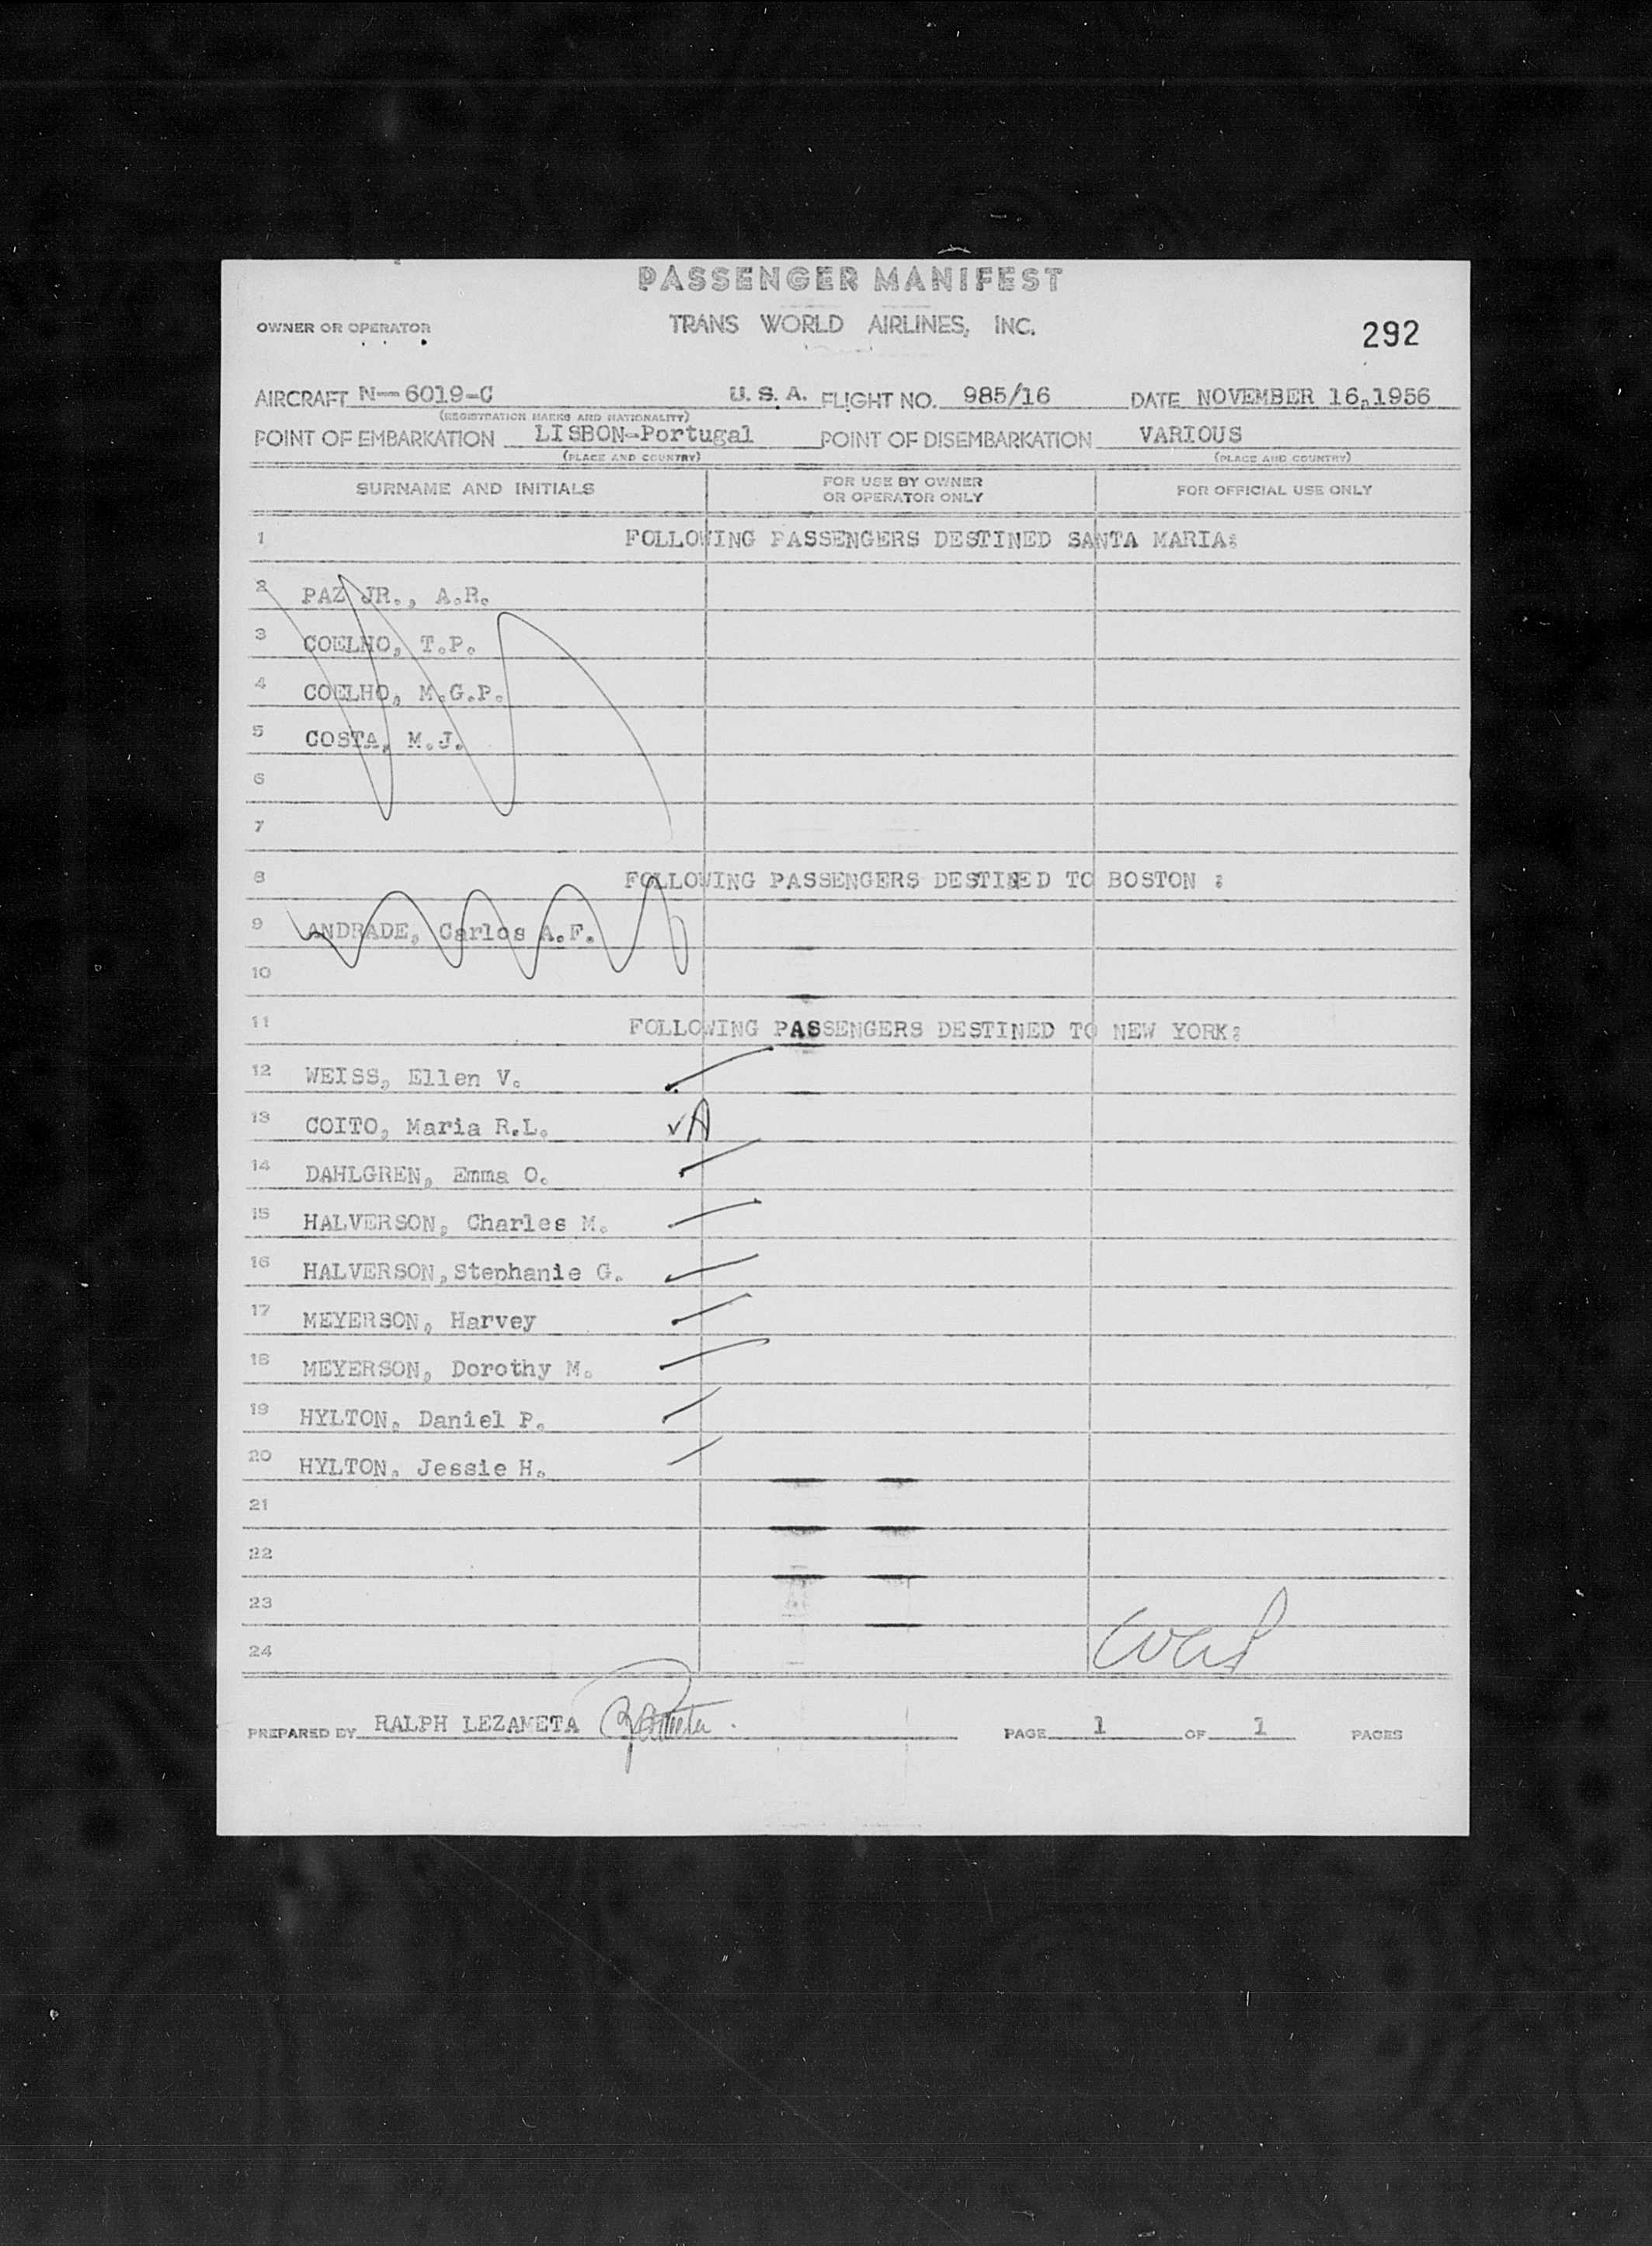 PASSENGER MANIFEST
OWNER OR OPERATOR TRANS WORLD AIRLINES, INC. 292
AIRCRAFT N-6019-C U.S.A. FLIGHT NO. 985/16 DATE NOVEMBER 16,1956
(REGISTRATION MARKS AND NATIONALITY)
POINT OF EMBARKATION LISBON-Portugal POINT OF DISEMBARKATION VARIOUS
(PLACE AND COUNTRY) (PLACE AND COUNTRY)
SURNAME AND INITIALS FOR USE BY OWNER OR OPERATOR ONLY FOR OFFICIAL USE ONLY
1 FOLLOWING PASSENGERS DESTINED SANTA MARIA:
2 PAZ JR., A.R.
3 COELHO, T.P.
4 COELHO, M.G.P.
5 COSTA, M.J.
6
7
8 FOLLOWING PASSENGERS DESTINED TO BOSTON :
9 ANDRADE, Carlos A.F.
10
11 FOLLOWING PASSENGERS DESTINED TO NEW YORK:
12 WEISS, Ellen V.
13 COITO, Maria R.L. ✓A
14 DAHLGREN, Emma O.
15 HALVERSON, Charles M.
16 HALVERSON, Stephanie G.
17 MEYERSON, Harvey
18 MEYERSON, Dorothy M.
19 HYLTON, Daniel P.
20 HYLTON, Jessie H.
21
22
23
24
PREPARED BY RALPH LEZAMETA PAGE 1 OF 1 PAGES